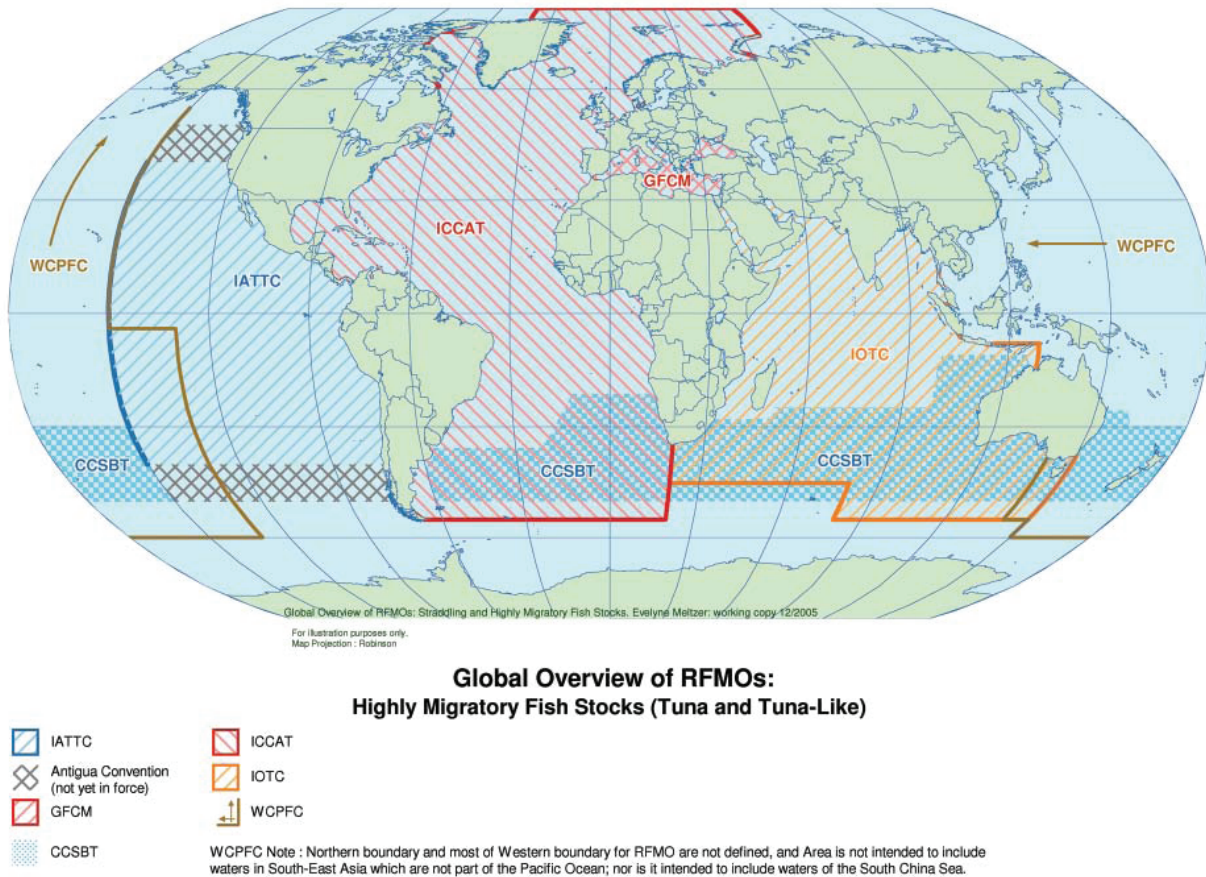 GFCM
ICCAT
WCPFC
WCPFC
IATTC
IOTC
CCSBT
CCSBT
CCSBT
Global Overview of RFMOs: Straddling and Highly Migratory Fish Stocks. Evelyne Meltzer: working copy 12/2005
For illustration purposes only.
Map Projection : Robinson
Global Overview of RFMOs:
Highly Migratory Fish Stocks (Tuna and Tuna-Like)
IATTC
Antigua Convention
(not yet in force)
GFCM
CCSBT
ICCAT
IOTC
WCPFC
WCPFC Note : Northern boundary and most of Western boundary for RFMO are not defined, and Area is not intended to include
waters in South-East Asia which are not part of the Pacific Ocean; nor is it intended to include waters of the South China Sea.